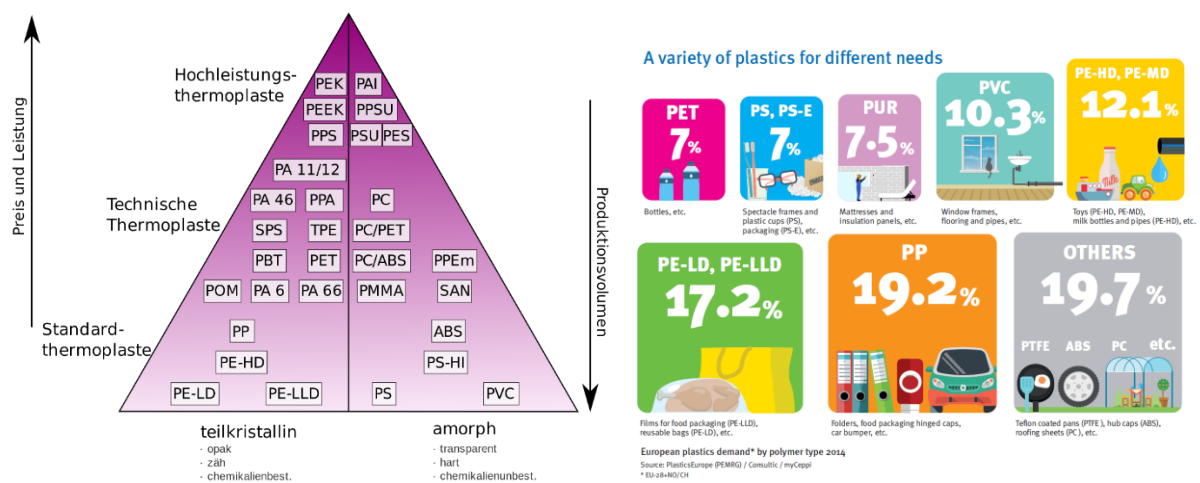 Preis und Leistung
Hochleistungs-
thermoplaste
Technische
Thermoplaste
Standard-
thermoplaste
PEK PAI
PEEK PPSU
PPS PSU PES
PA 11/12
PA 46 PPA PC
SPS TPE PC/PET
PBT PET PC/ABS PPEm
POM PA 6 PA 66 PMMA SAN
PP ABS
PE-HD PS-HI
PE-LD PE-LLD PS PVC
Produktionsvolumen
teilkristallin
· opak
· zäh
· chemikalienbest.
amorph
· transparent
· hart
· chemikalienunbest.
A variety of plastics for different needs
PET
7%
Bottles, etc.
PS, PS-E
7%
Spectacle frames and
plastic cups (PS),
packaging (PS-E), etc.
PUR
7.5%
Mattresses and
insulation panels, etc.
PVC
10.3%
Window frames,
flooring and pipes, etc.
PE-HD, PE-MD
12.1%
Milk
Toys (PE-HD, PE-MD),
milk bottles and pipes (PE-HD), etc.
PE-LD, PE-LLD
17.2%
Films for food packaging (PE-LLD),
reusable bags (PE-LD), etc.
PP
19.2%
Folders, food packaging hinged caps,
car bumper, etc.
OTHERS
19.7%
PTFE ABS PC etc.
Teflon coated pans (PTFE), hub caps (ABS),
roofing sheets (PC), etc.
European plastics demand* by polymer type 2014
Source: PlasticsEurope (PEMRG) / Consultic / myCeppi
* EU-28+NO/CH